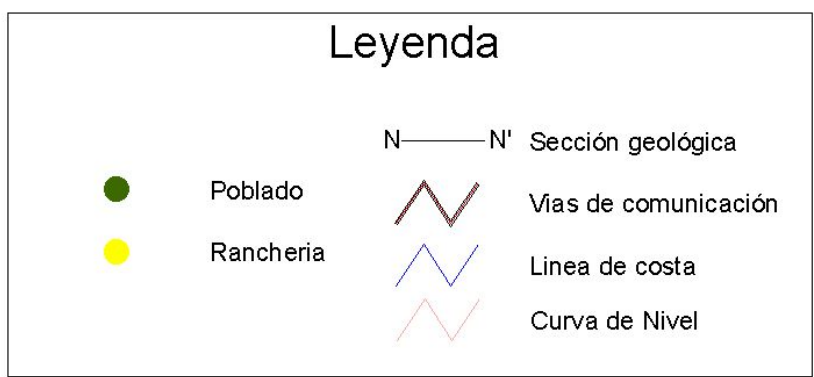 Leyenda
N N' Sección geológica
Poblado
Vias de comunicación
Rancheria
Linea de costa
Curva de Nivel